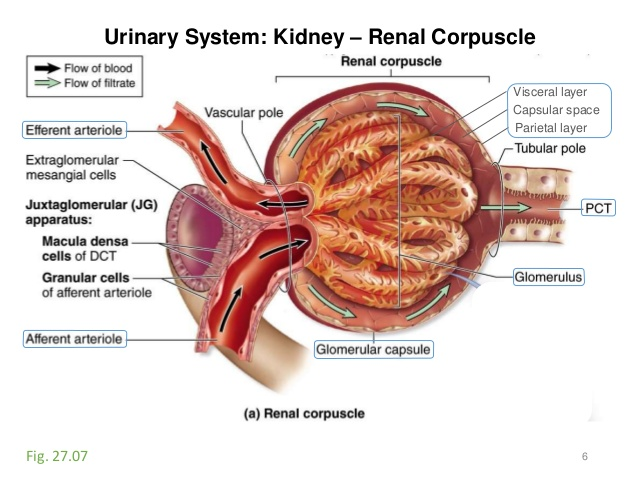 Urinary System: Kidney – Renal Corpuscle
Renal corpuscle
Flow of blood
Flow of filtrate
Visceral layer
Capsular space
Parietal layer
Vascular pole
Efferent arteriole
Tubular pole
Extraglomerular
mesangial cells
Juxtaglomerular (JG)
apparatus:
PCT
Macula densa
cells of DCT
Granular cells
of afferent arteriole
Glomerulus
Afferent arteriole
Glomerular capsule
(a) Renal corpuscle
Fig. 27.07
6